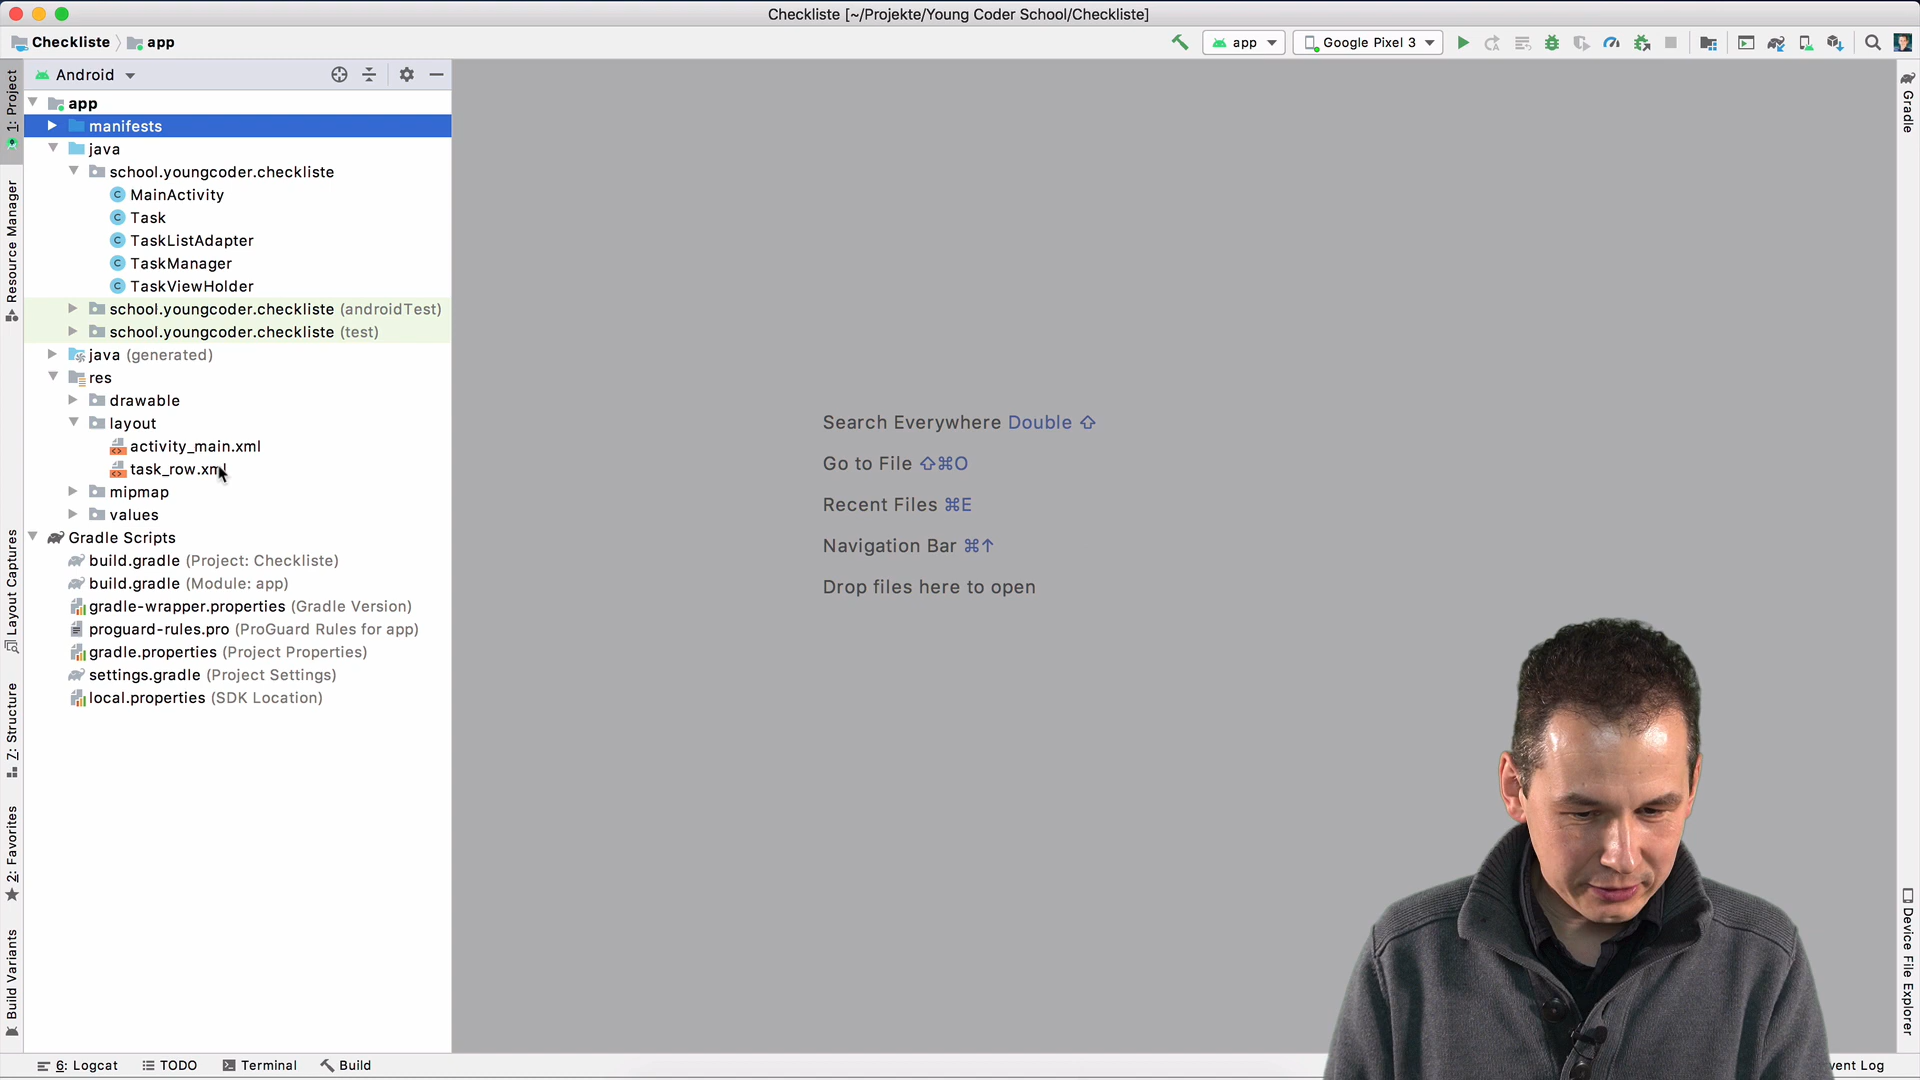 Checkliste [~/Projekte/Young Coder School/Checkliste]
Checkliste
app
app
Google Pixel 3
1: Project
Resource Manager
Layout Captures
7: Structure
2: Favorites
Build Variants
Android
app
manifests
java
school.youngcoder.checkliste
MainActivity
Task
TaskListAdapter
TaskManager
TaskViewHolder
school.youngcoder.checkliste (androidTest)
school.youngcoder.checkliste (test)
java (generated)
res
drawable
layout
activity_main.xml
task_row.xml
mipmap
values
Gradle Scripts
build.gradle (Project: Checkliste)
build.gradle (Module: app)
gradle-wrapper.properties (Gradle Version)
proguard-rules.pro (ProGuard Rules for app)
gradle.properties (Project Properties)
settings.gradle (Project Settings)
local.properties (SDK Location)
Search Everywhere Double ⇧
Go to File ⇧⌘O
Recent Files ⌘E
Navigation Bar ⌘↑
Drop files here to open
Gradle
Device File Explorer
6: Logcat
TODO
Terminal
Build
vent Log